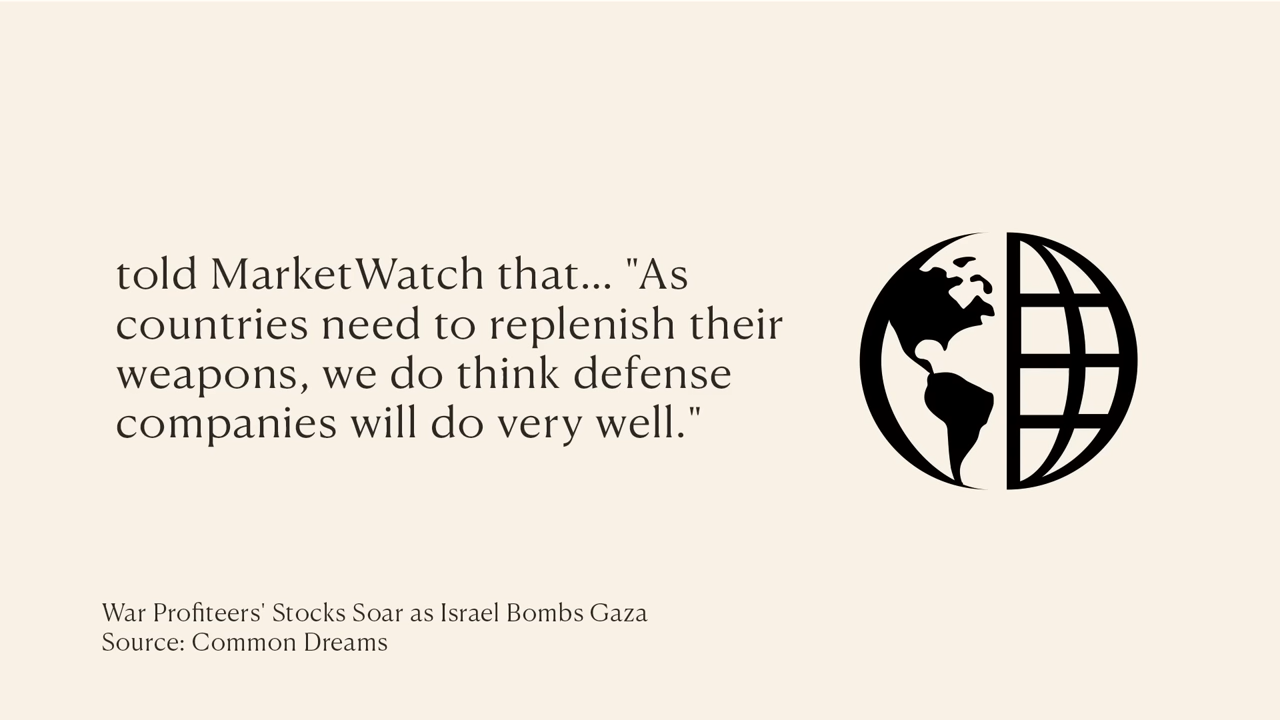 told MarketWatch that... "As
countries need to replenish their
weapons, we do think defense
companies will do very well."
War Profiteers' Stocks Soar as Israel Bombs Gaza
Source: Common Dreams